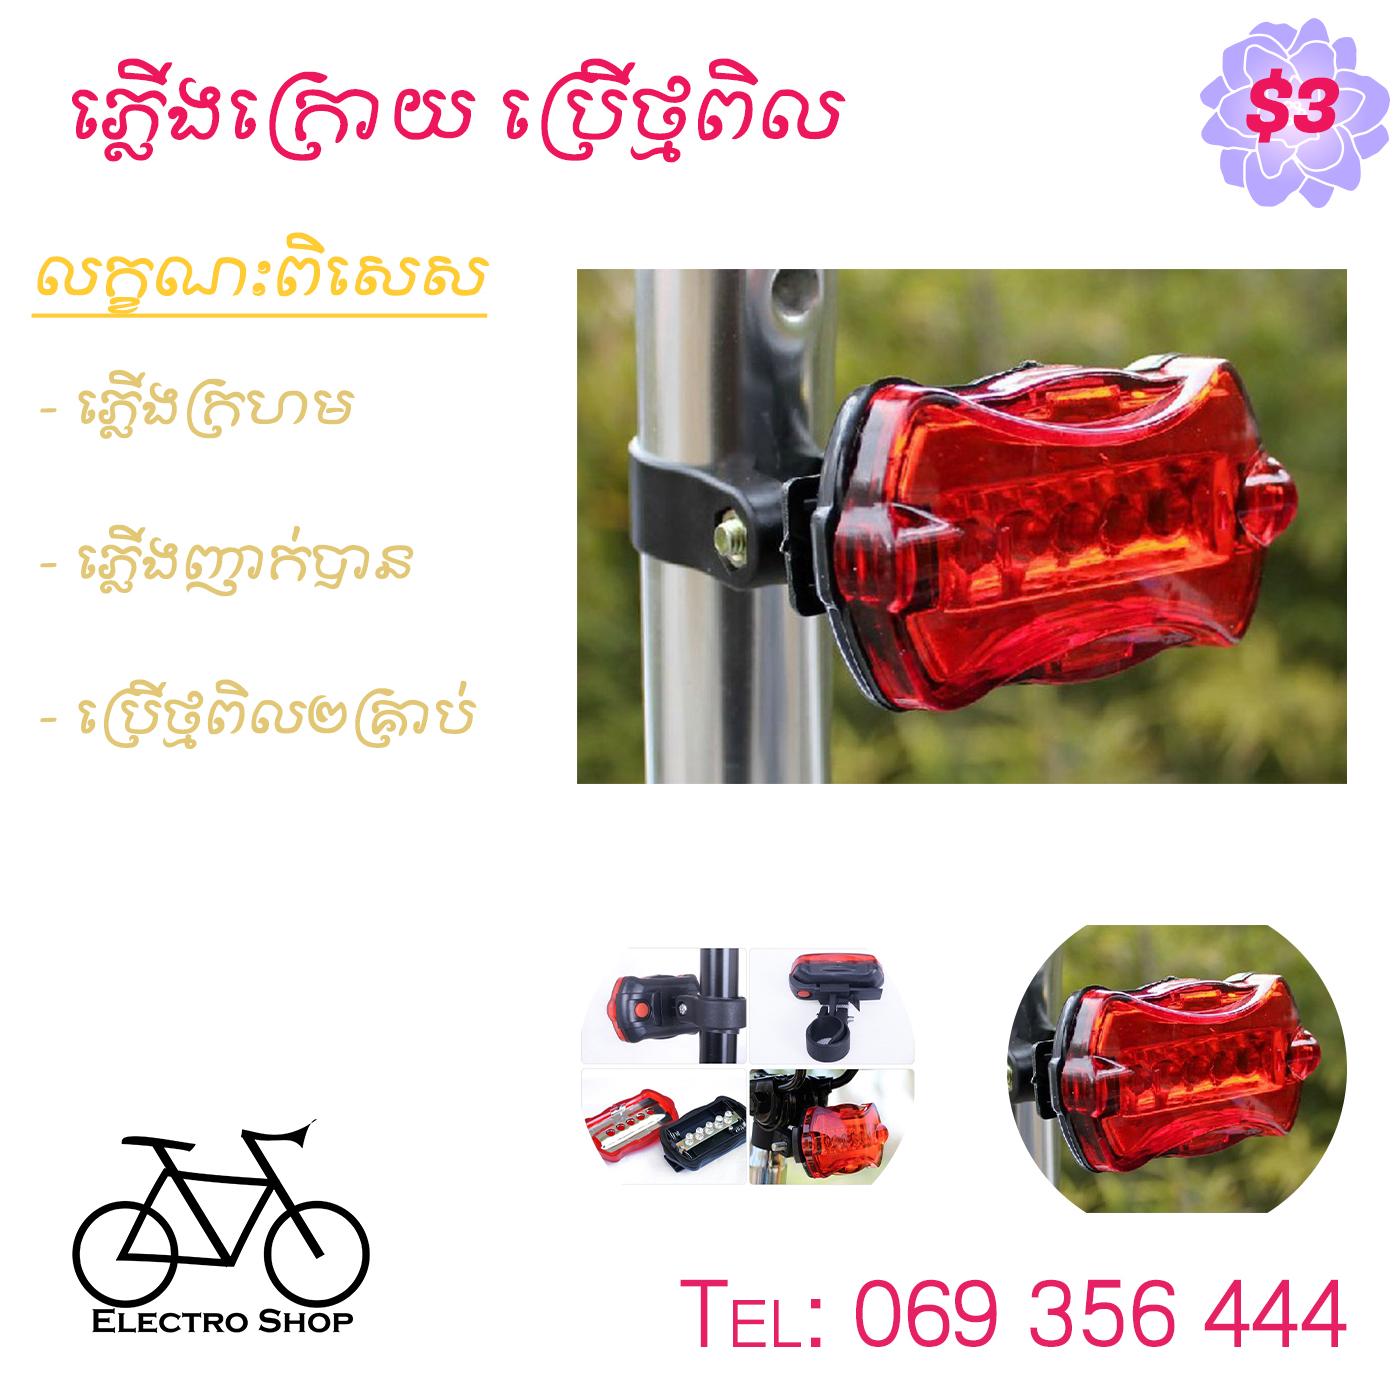 ភ្លើងក្រោយ ប្រើថ្មពិល
$3
លក្ខណៈពិសេស
- ភ្លើងក្រហម
- ភ្លើងញាក់បាន
- ប្រើថ្មពិល២គ្រាប់
Electro Shop
Tel: 069 356 444